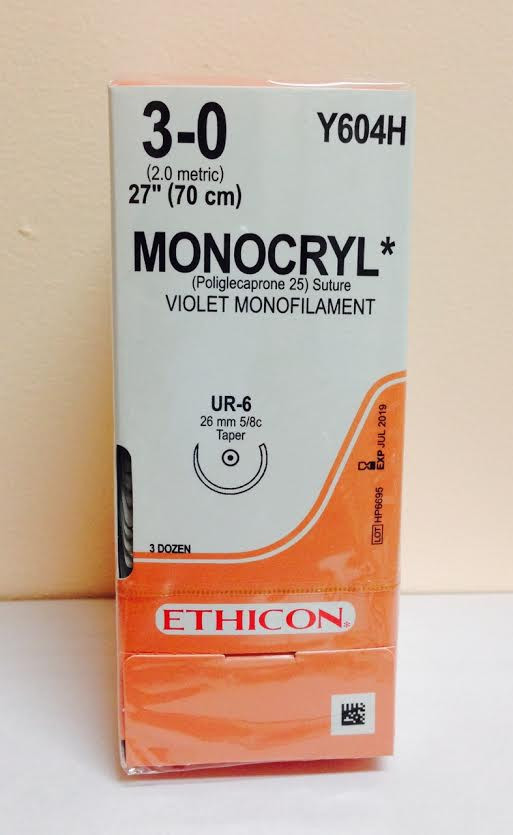 3-0
Y604H
(2.0 metric)
27" (70 cm)
MONOCRYL*
(Poliglecaprone 25) Suture
VIOLET MONOFILAMENT
UR-6
26 mm 5/8c
Taper
EXP JUL 2019
LOT HP6695
3 DOZEN
ETHICON*